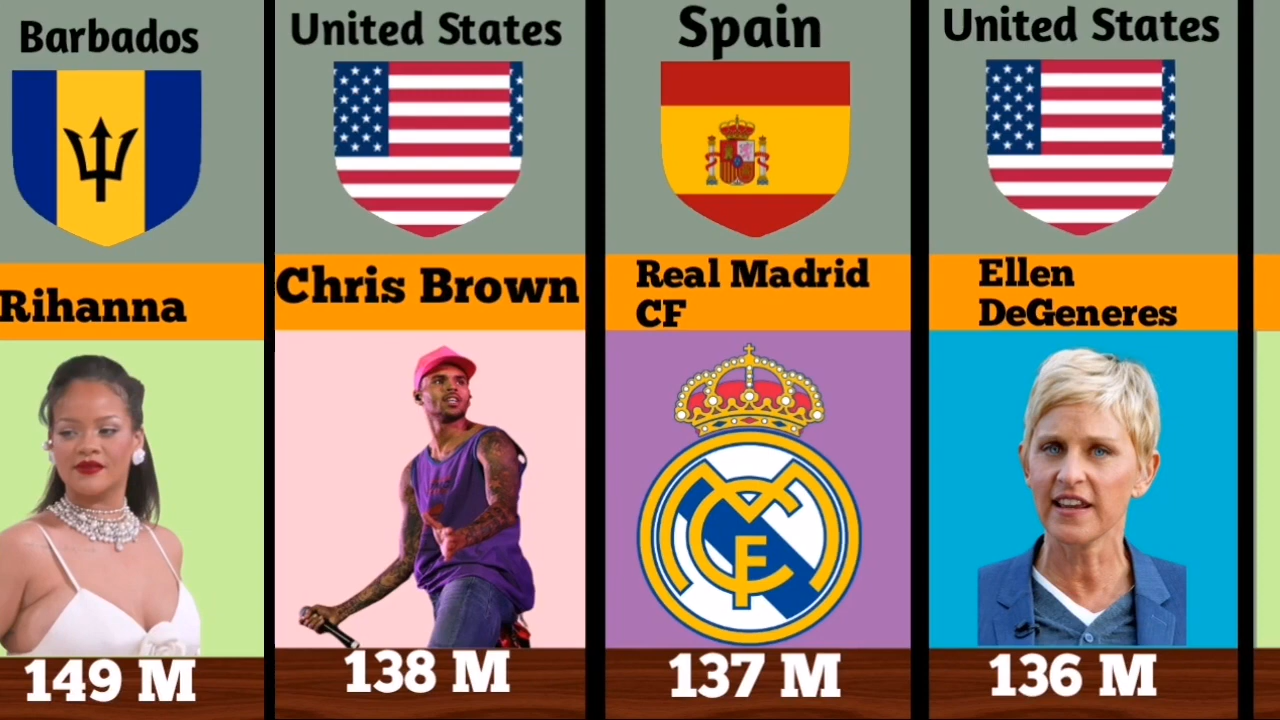 Barbados
Rihanna
149 M
United States
Chris Brown
138 M
Spain
Real Madrid
CF
137 M
United States
Ellen
DeGeneres
136 M